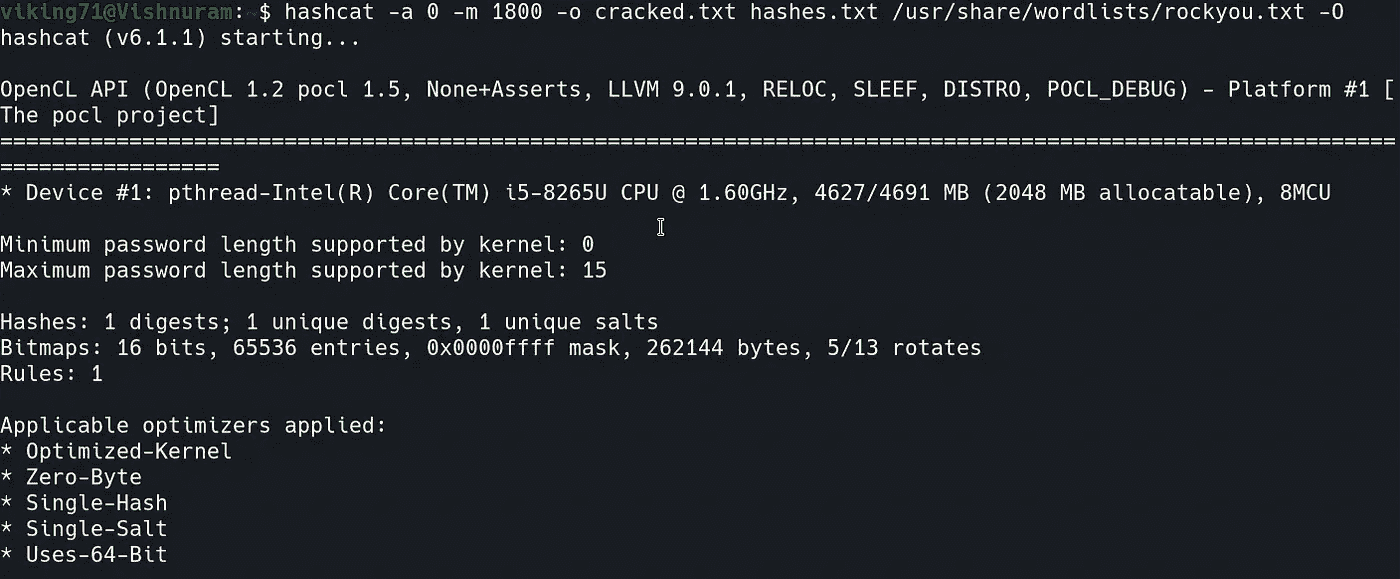 viking71@Vishnuram:~$ hashcat -a 0 -m 1800 -o cracked.txt hashes.txt /usr/share/wordlists/rockyou.txt -O
hashcat (v6.1.1) starting...
OpenCL API (OpenCL 1.2 pocl 1.5, None+Asserts, LLVM 9.0.1, RELOC, SLEEF, DISTRO, POCL_DEBUG) - Platform #1 [
The pocl project]
============================================================================================================
=================
* Device #1: pthread-Intel(R) Core(TM) i5-8265U CPU @ 1.60GHz, 4627/4691 MB (2048 MB allocatable), 8MCU
Minimum password length supported by kernel: 0
Maximum password length supported by kernel: 15
Hashes: 1 digests; 1 unique digests, 1 unique salts
Bitmaps: 16 bits, 65536 entries, 0x0000ffff mask, 262144 bytes, 5/13 rotates
Rules: 1
Applicable optimizers applied:
* Optimized-Kernel
* Zero-Byte
* Single-Hash
* Single-Salt
* Uses-64-Bit